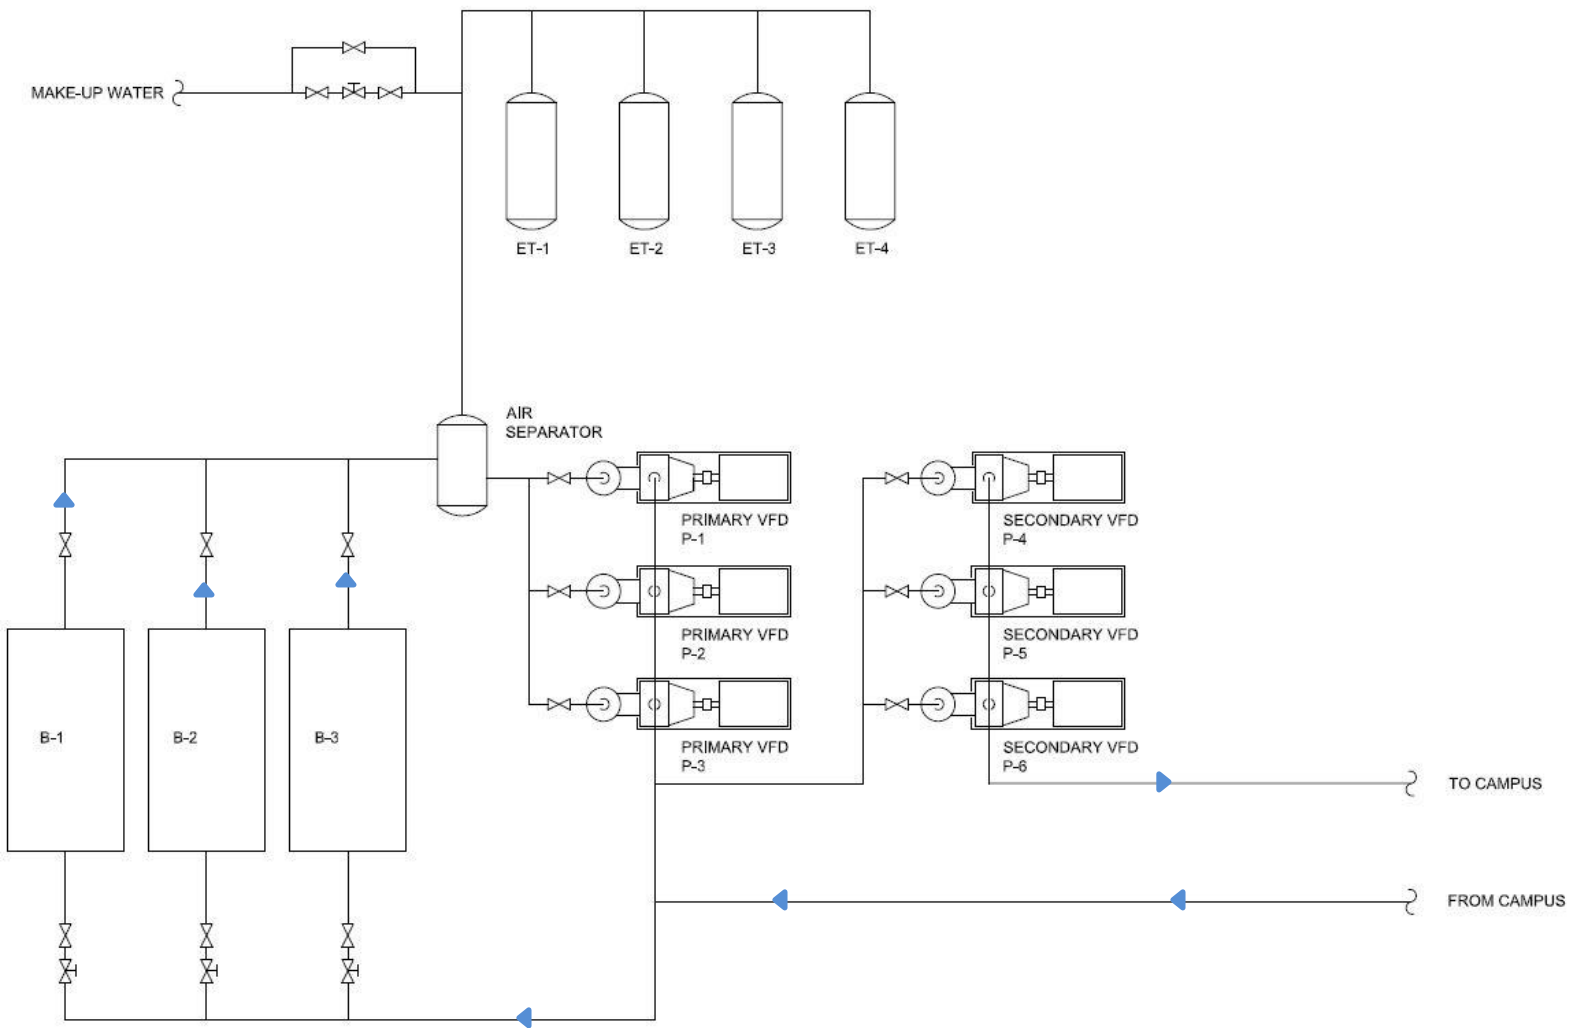 MAKE-UP WATER
ET-1
ET-2
ET-3
ET-4
AIR
SEPARATOR
PRIMARY VFD
P-1
SECONDARY VFD
P-4
PRIMARY VFD
P-2
SECONDARY VFD
P-5
B-1
B-2
B-3
PRIMARY VFD
P-3
SECONDARY VFD
P-6
TO CAMPUS
FROM CAMPUS